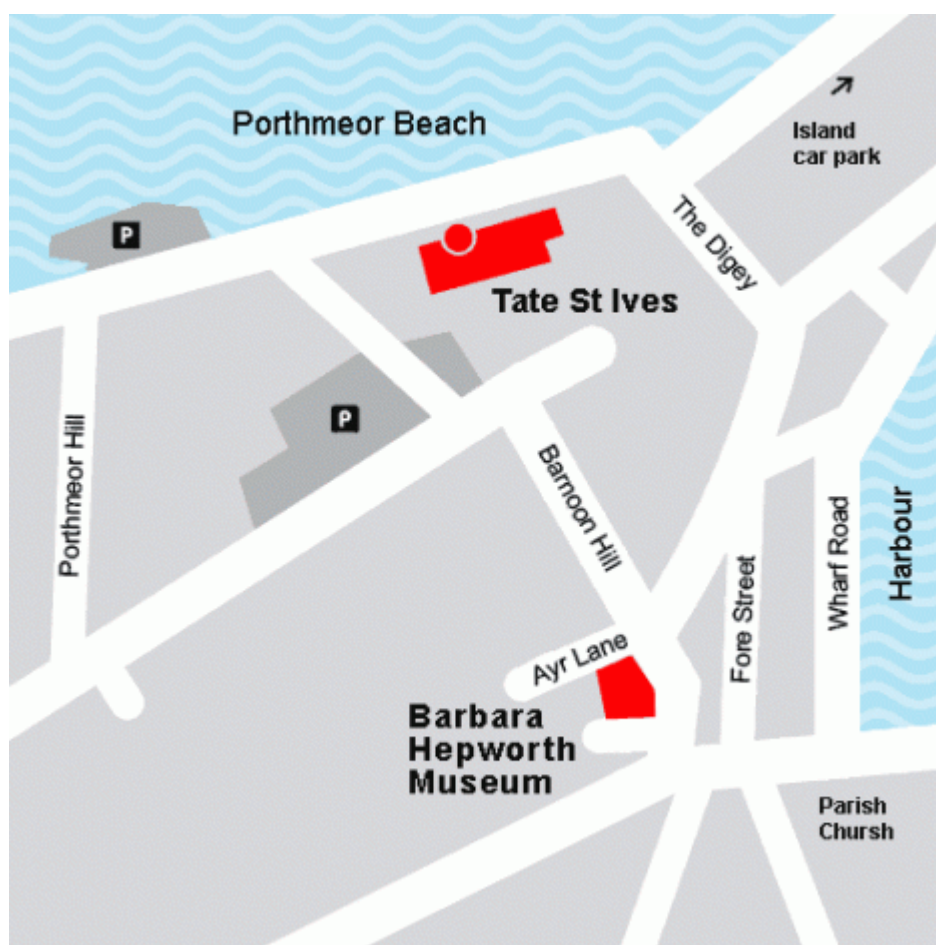 Porthmeor Beach
Island
car park
P
The Digey
Tate St Ives
P
Porthmeor Hill
Barnoon Hill
Harbour
Wharf Road
Fore Street
Ayr Lane
Barbara
Hepworth
Museum
Parish
Chursh